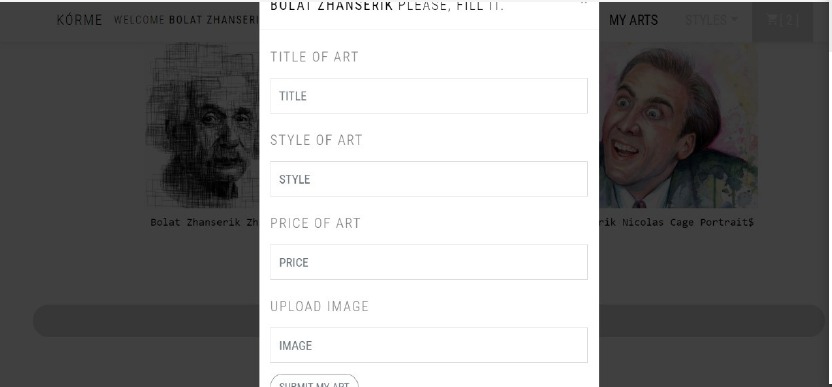 BOLAT ZHANSERIK PLEASE, FILL IT.
KÓRME WELCOME BOLAT ZHANSERI MY ARTS STYLES [2]
TITLE OF ART
TITLE
STYLE OF ART
STYLE
PRICE OF ART
Bolat Zhanserik Zh rik Nicolas Cage Portrait$
PRICE
UPLOAD IMAGE
IMAGE
SUBMIT MY ART